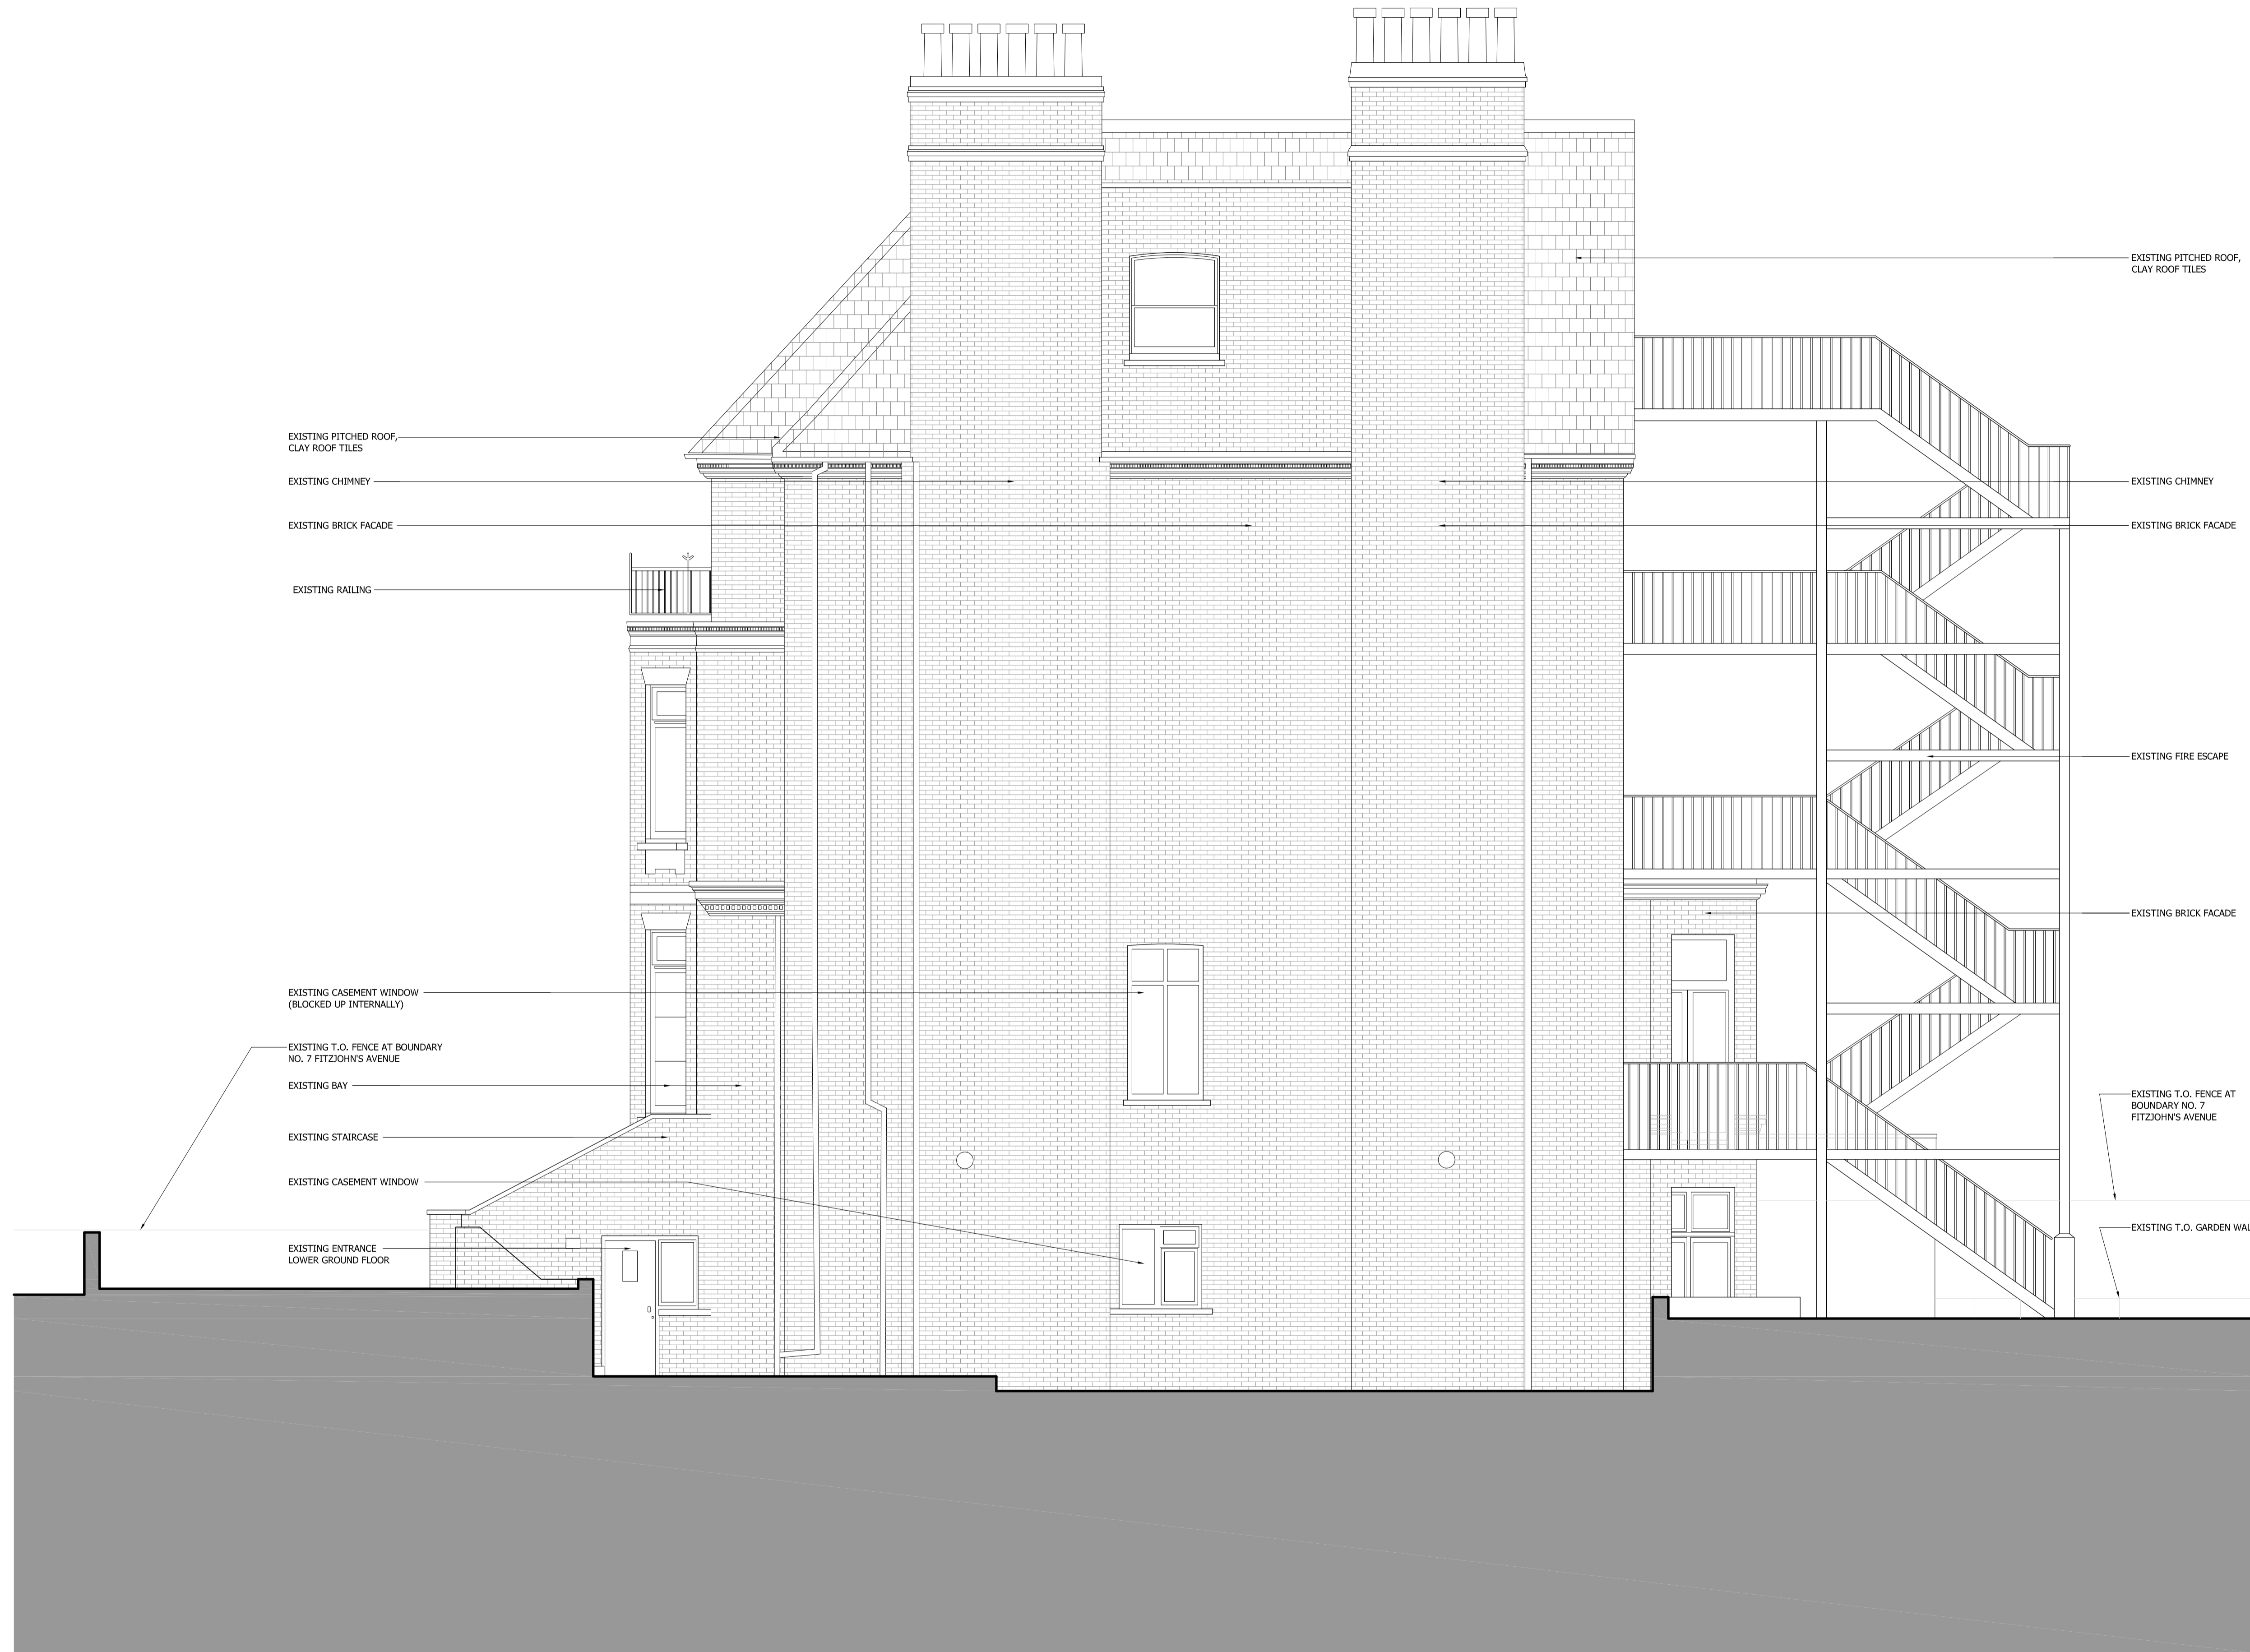 EXISTING PITCHED ROOF,
CLAY ROOF TILES
EXISTING CHIMNEY
EXISTING BRICK FACADE
EXISTING RAILING
EXISTING CASEMENT WINDOW
(BLOCKED UP INTERNALLY)
EXISTING T.O. FENCE AT BOUNDARY
NO. 7 FITZJOHN'S AVENUE
EXISTING BAY
EXISTING STAIRCASE
EXISTING CASEMENT WINDOW
EXISTING ENTRANCE
LOWER GROUND FLOOR
EXISTING PITCHED ROOF,
CLAY ROOF TILES
EXISTING CHIMNEY
EXISTING BRICK FACADE
EXISTING FIRE ESCAPE
EXISTING BRICK FACADE
EXISTING T.O. FENCE AT
BOUNDARY NO. 7
FITZJOHN'S AVENUE
EXISTING T.O. GARDEN WAL